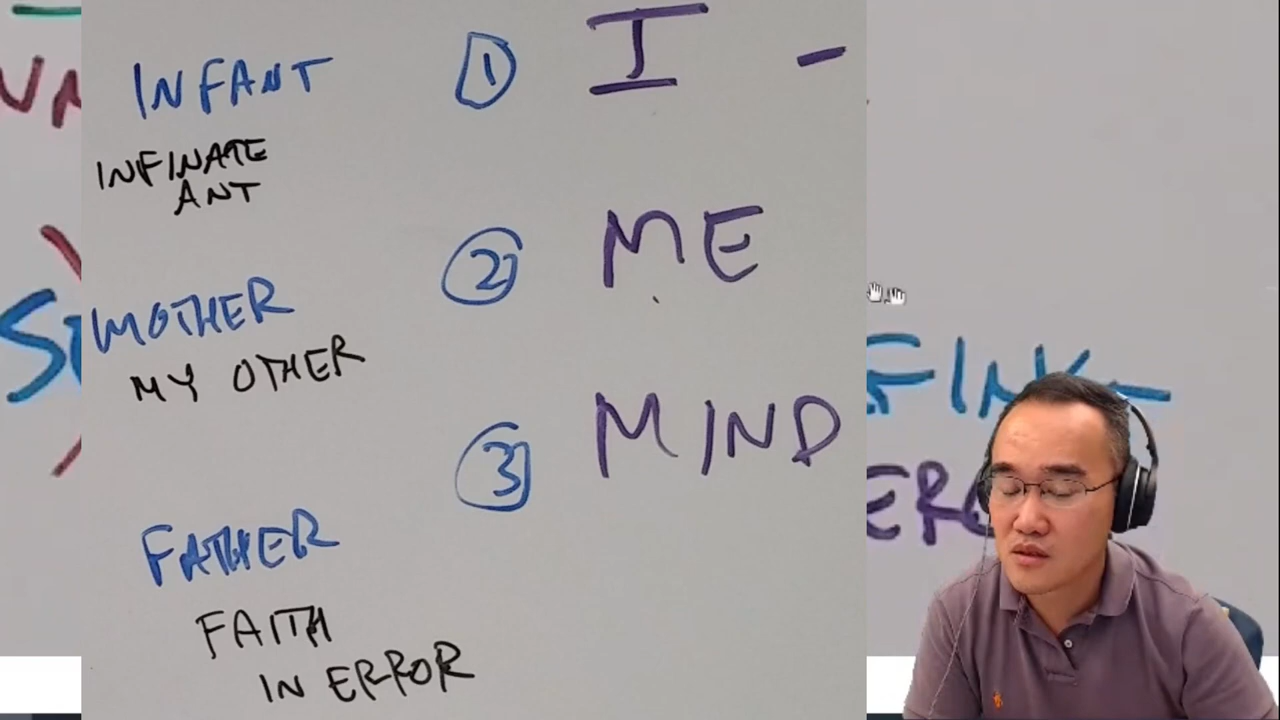 INFANT ① I -
INFINATE
ANT
② ME
MOTHER
MY OTHER
③ MIND
FATHER
FAITH
IN ERROR